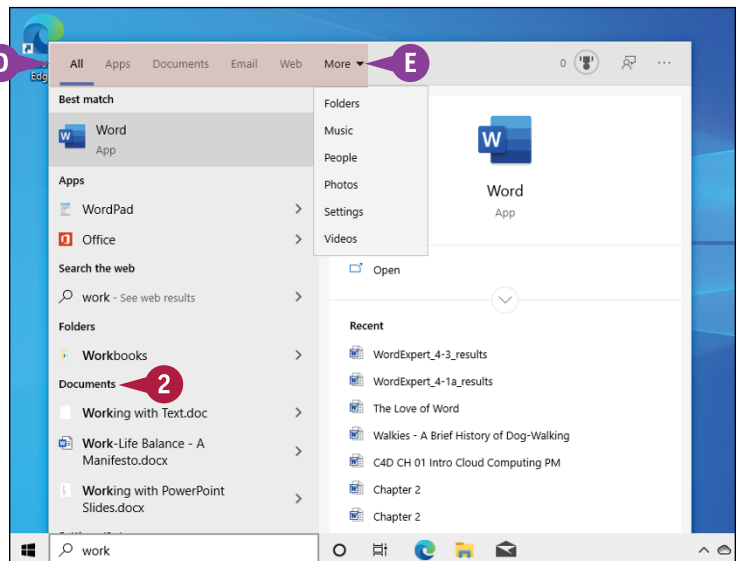 Edg
D
All Apps Documents Email Web More E 0
Best match
Word
App
Apps
WordPad
Office
Search the web
work - See web results
Folders
Workbooks
Documents 2
Working with Text.doc
Work-Life Balance - A
Manifesto.docx
Working with PowerPoint
Slides.docx
Folders
Music
People
Photos
Settings
Videos
W
Word
App
Open
Recent
WordExpert_4-3_results
WordExpert_4-1a_results
The Love of Word
Walkies - A Brief History of Dog-Walking
C4D CH 01 Intro Cloud Computing PM
Chapter 2
Chapter 2
work